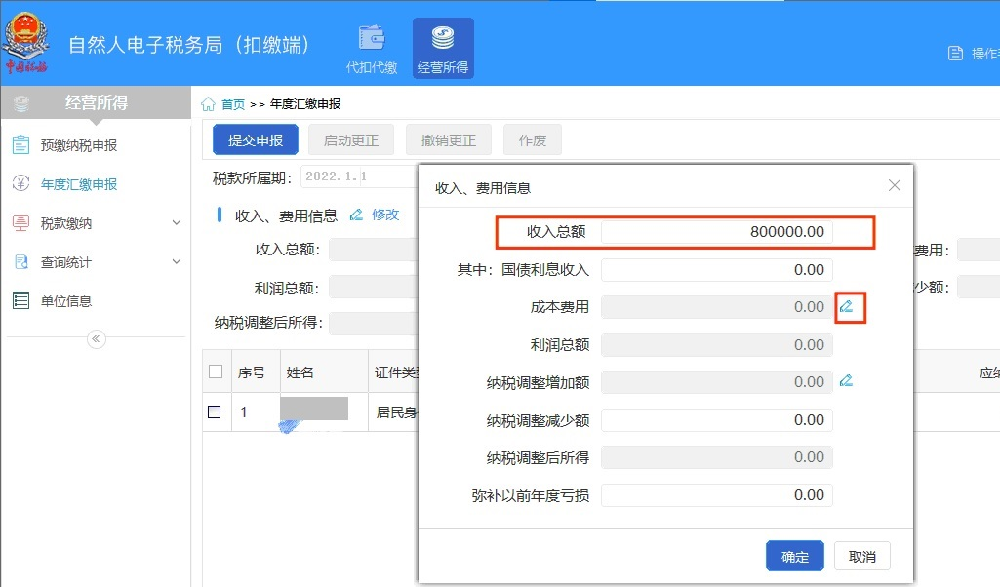 自然人电子税务局（扣缴端）
代扣代缴
经营所得
操作
经营所得
首页 >> 年度汇缴申报
预缴纳税申报
年度汇缴申报
税款缴纳
查询统计
单位信息
提交申报 启动更正 撤销更正 作废
税款所属期： 2022.1.1
收入、费用信息 修改
收入总额：
费用：
利润总额：
少额：
纳税调整后所得：
序号 姓名 证件类型 应纳
1 居民身
收入、费用信息
收入总额 800000.00
其中：国债利息收入 0.00
成本费用 0.00
利润总额 0.00
纳税调整增加额 0.00
纳税调整减少额 0.00
纳税调整后所得 0.00
弥补以前年度亏损 0.00
确定 取消